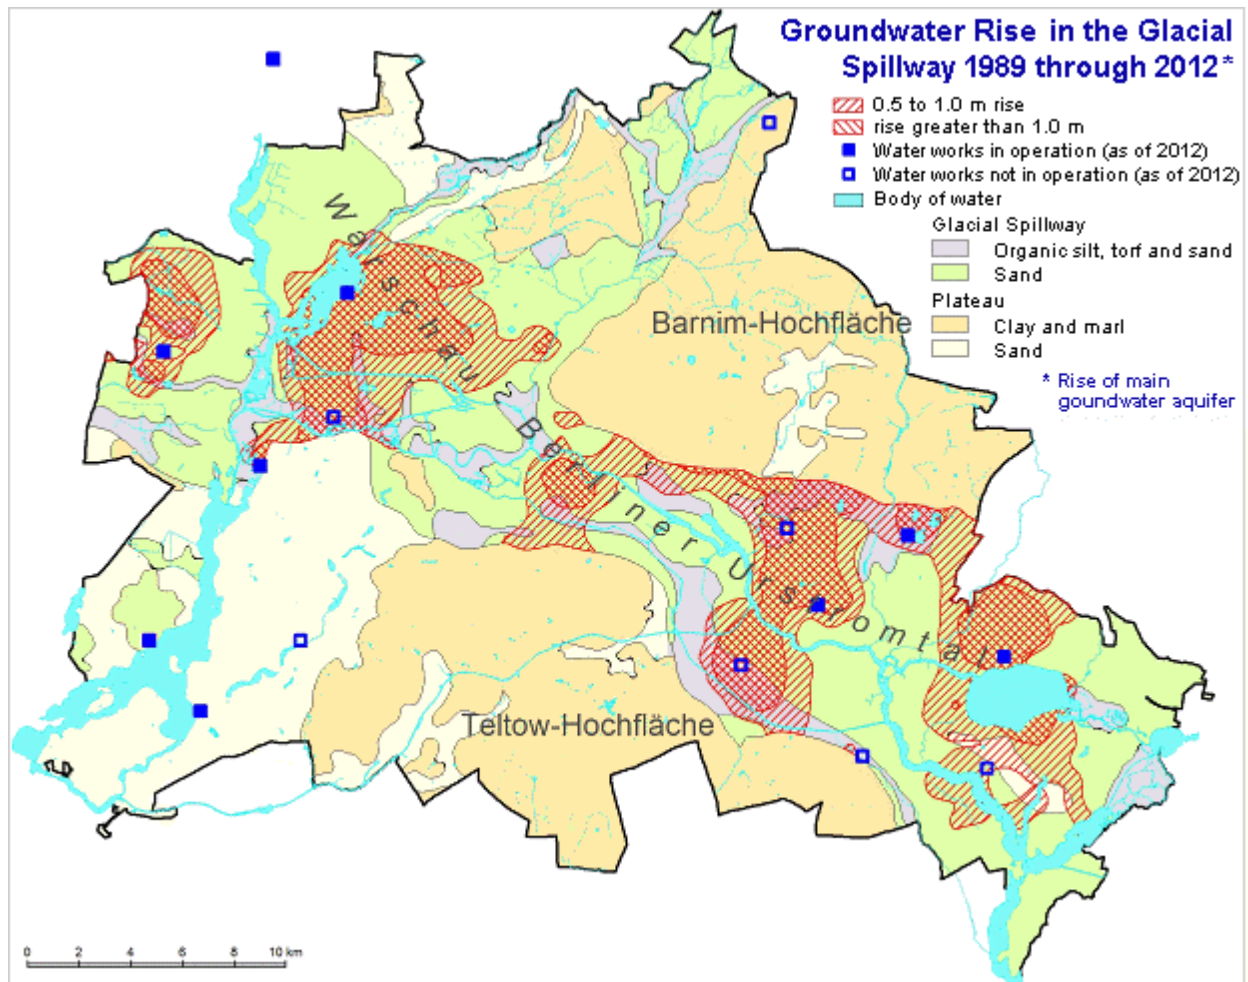 Groundwater Rise in the Glacial
Spillway 1989 through 2012*
0.5 to 1.0 m rise
rise greater than 1.0 m
Water works in operation (as of 2012)
Water works not in operation (as of 2012)
Body of water
Glacial Spillway
Organic silt, torf and sand
Sand
Plateau
Clay and marl
Sand
* Rise of main
goundwater aquifer
Warschau Berliner Urstromtal
Barnim-Hochfläche
Teltow-Hochfläche
0 2 4 6 8 10 km